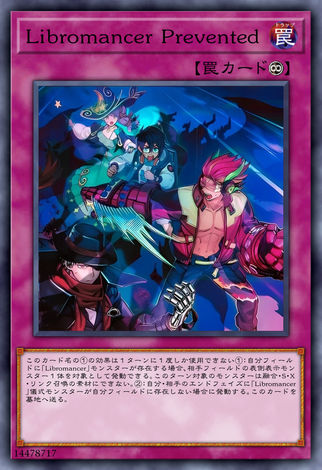 Libromancer Prevented
トラップ
罠
【罠カード】
このカード名の①の効果は1ターンに1度しか使用できない①:自分フィール
ドに「Libromancer」モンスターが存在する場合、相手フィールドの表側表示モン
スター1体を対象として発動できる。このターン対象のモンスターは融合・S・X
・リンク召喚の素材にできない。②:自分・相手のエンドフェイズに「Libromancer」
儀式モンスターが自分フィールドに存在しない場合に発動する。このカードを
墓地へ送る。
14478717